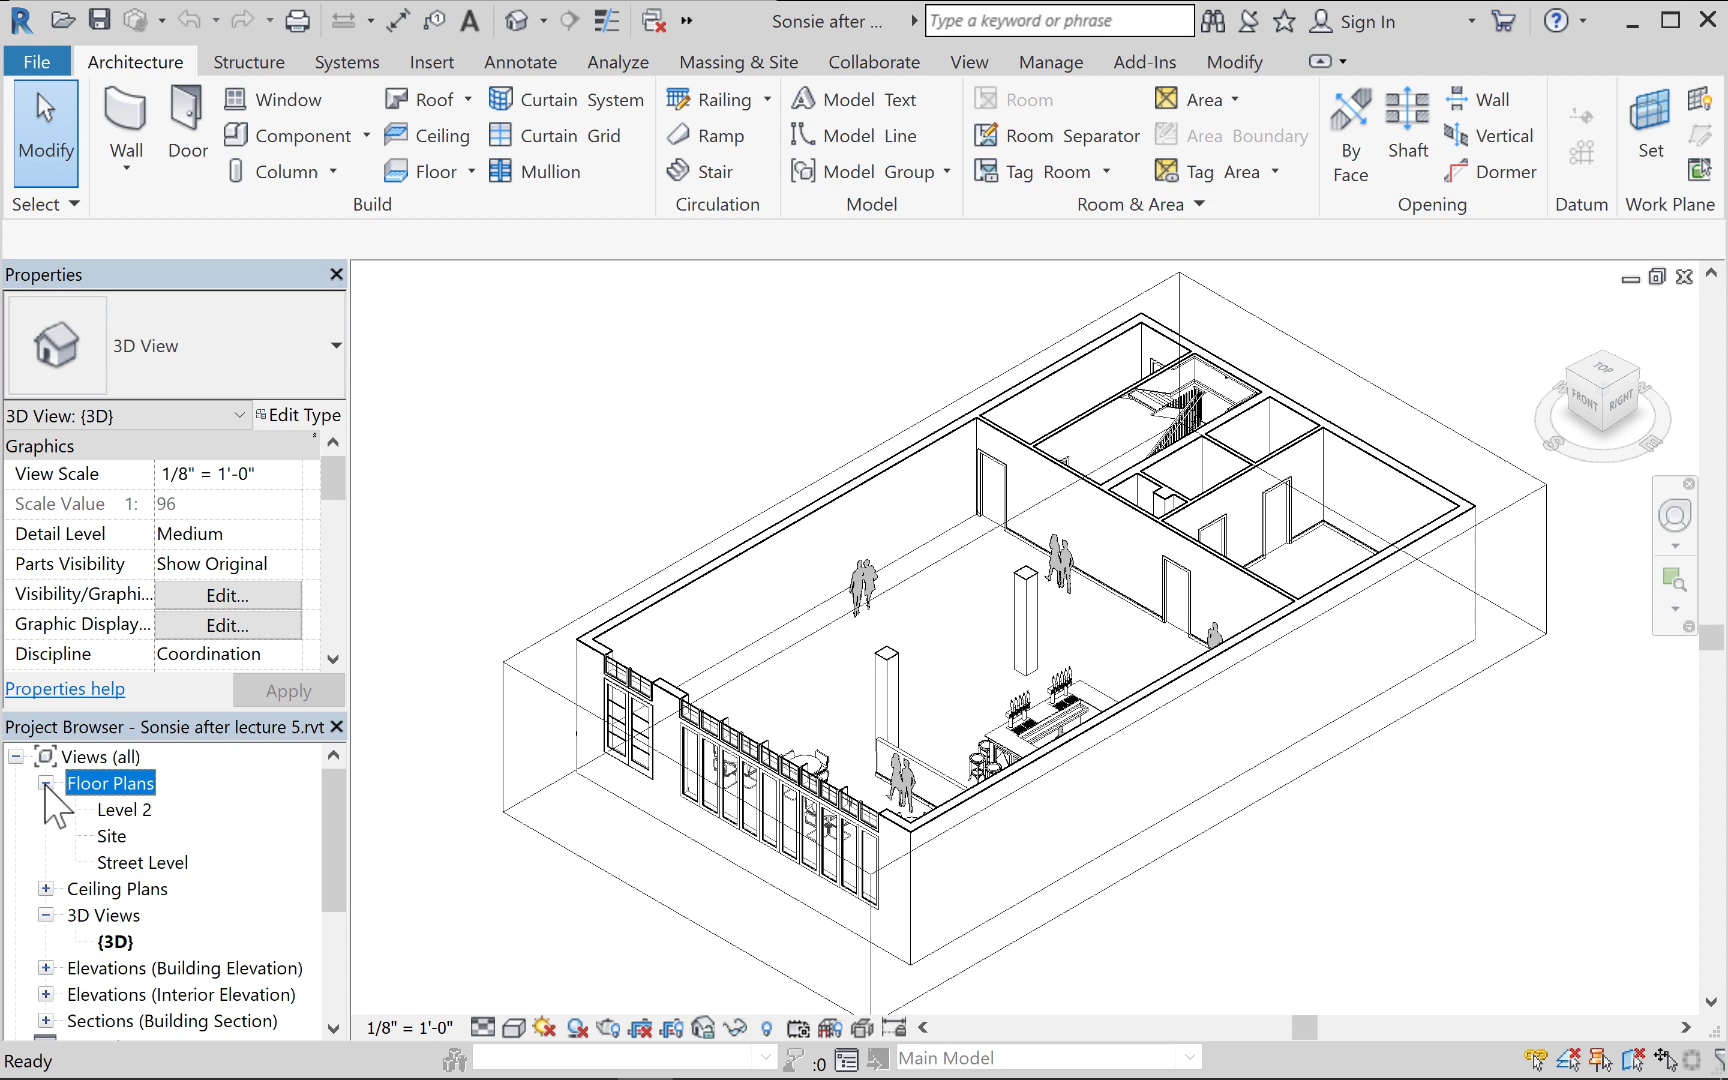 Sonsie after ...
Type a keyword or phrase
Sign In
File Architecture Structure Systems Insert Annotate Analyze Massing & Site Collaborate View Manage Add-Ins Modify
Modify
Select
Wall
Door
Window
Component
Column
Roof
Ceiling
Floor
Curtain System
Curtain Grid
Mullion
Build
Railing
Ramp
Stair
Circulation
Model Text
Model Line
Model Group
Model
Room
Room Separator
Tag Room
Area
Area Boundary
Tag Area
Room & Area
By Face
Shaft
Wall
Vertical
Dormer
Opening
Datum
Set
Work Plane
Properties
3D View
3D View: {3D}
Edit Type
Graphics
View Scale 1/8" = 1'-0"
Scale Value 1: 96
Detail Level Medium
Parts Visibility Show Original
Visibility/Graphi... Edit...
Graphic Display... Edit...
Discipline Coordination
Properties help
Apply
Project Browser - Sonsie after lecture 5.rvt
Views (all)
Floor Plans
Level 2
Site
Street Level
Ceiling Plans
3D Views
{3D}
Elevations (Building Elevation)
Elevations (Interior Elevation)
Sections (Building Section)
TOP
FRONT
RIGHT
S
E
1/8" = 1'-0"
Ready
:0
Main Model